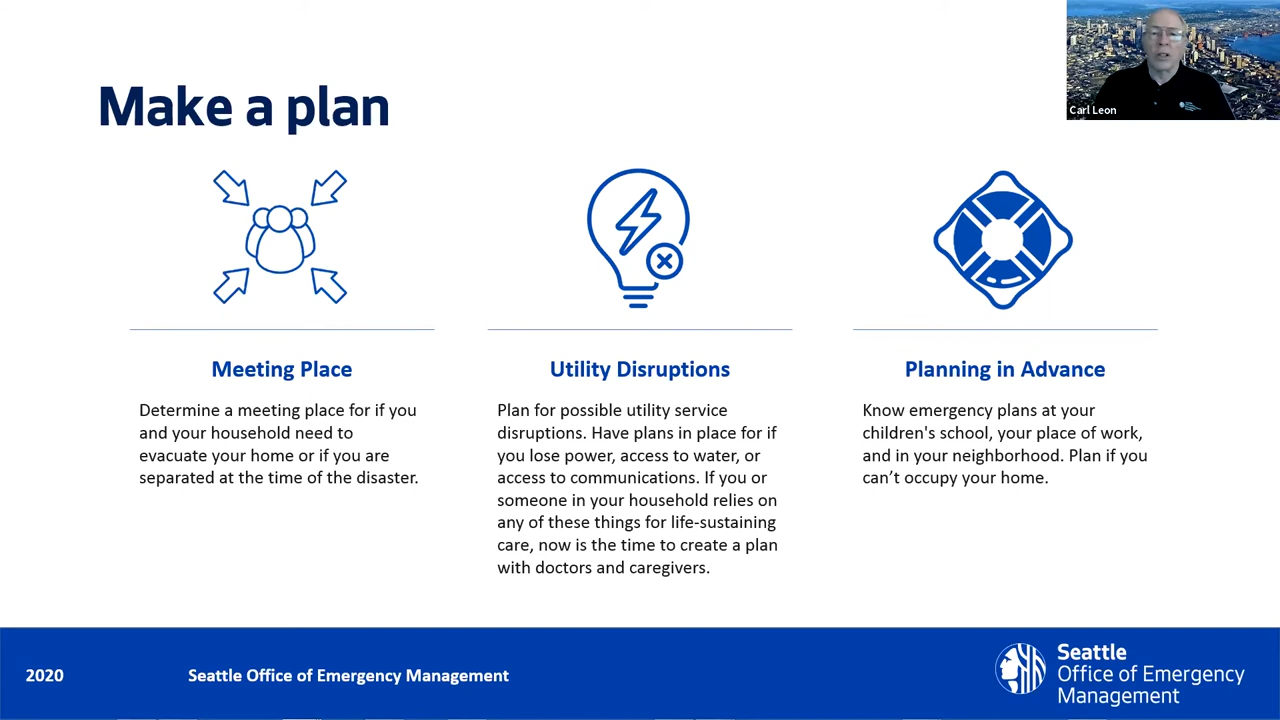 Make a plan
Carl Leon
Meeting Place
Determine a meeting place for if you
and your household need to
evacuate your home or if you are
separated at the time of the disaster.
Utility Disruptions
Plan for possible utility service
disruptions. Have plans in place for if
you lose power, access to water, or
access to communications. If you or
someone in your household relies on
any of these things for life-sustaining
care, now is the time to create a plan
with doctors and caregivers.
Planning in Advance
Know emergency plans at your
children's school, your place of work,
and in your neighborhood. Plan if you
can’t occupy your home.
2020
Seattle Office of Emergency Management
Seattle
Office of Emergency
Management